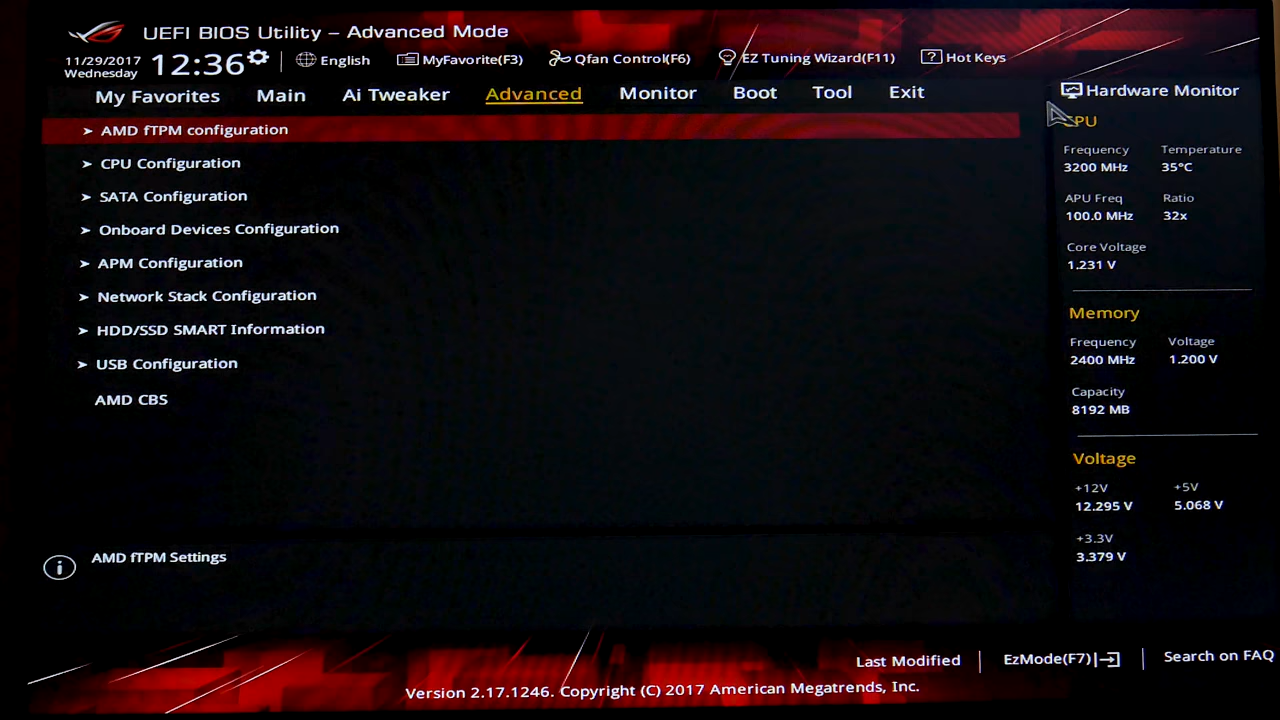 UEFI BIOS Utility – Advanced Mode
11/29/2017
Wednesday
12:36
English
MyFavorite(F3)
Qfan Control(F6)
EZ Tuning Wizard(F11)
? Hot Keys
My Favorites
Main
Ai Tweaker
Advanced
Monitor
Boot
Tool
Exit
> AMD fTPM configuration
> CPU Configuration
> SATA Configuration
> Onboard Devices Configuration
> APM Configuration
> Network Stack Configuration
> HDD/SSD SMART Information
> USB Configuration
AMD CBS
i AMD fTPM Settings
Hardware Monitor
CPU
Frequency Temperature
3200 MHz 35°C
APU Freq Ratio
100.0 MHz 32x
Core Voltage
1.231 V
Memory
Frequency Voltage
2400 MHz 1.200 V
Capacity
8192 MB
Voltage
+12V +5V
12.295 V 5.068 V
+3.3V
3.379 V
Last Modified
EzMode(F7)
Search on FAQ
Version 2.17.1246. Copyright (C) 2017 American Megatrends, Inc.